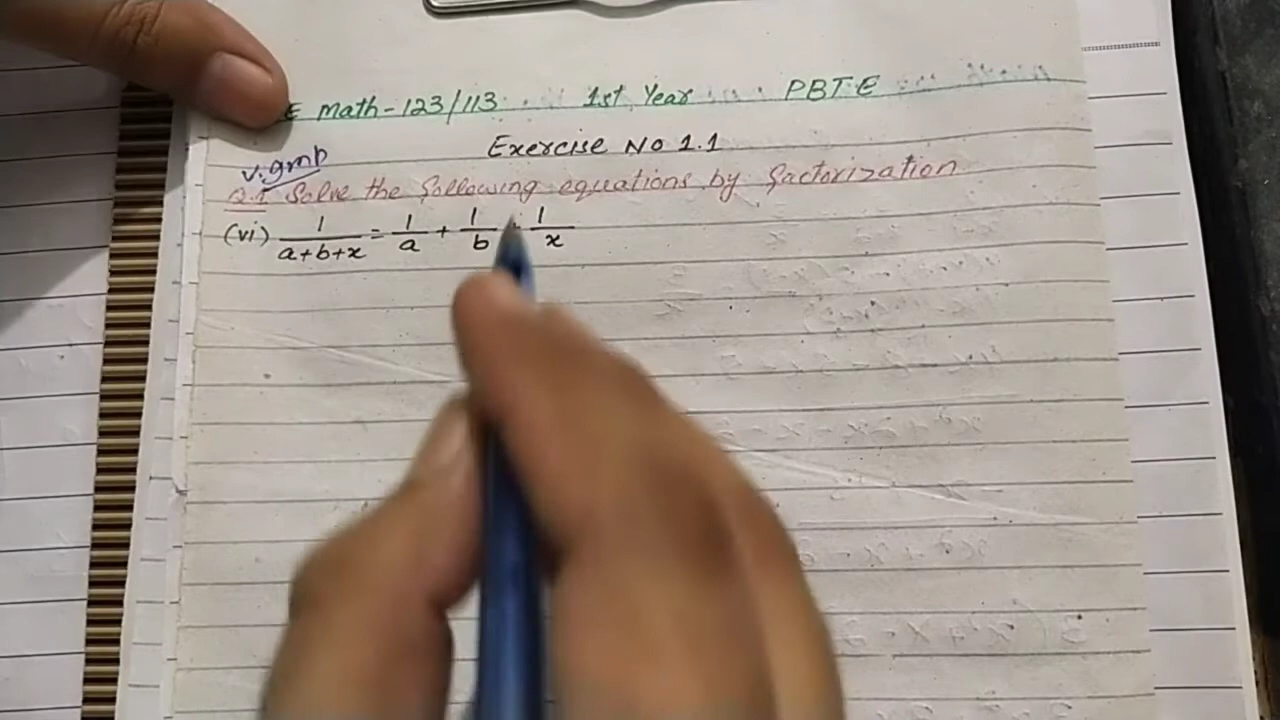 E Math-123/113 1st Year PBTE
Exercise No 1.1
V.gmb
Q.1 Solve the following equations by factorization
(vi) 1/(a+b+x) = 1/a + 1/b 1/x